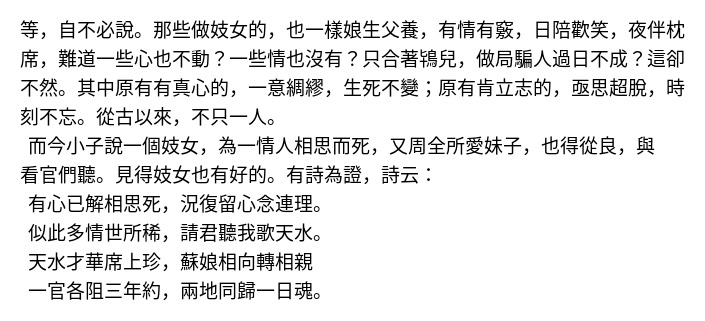 等，自不必說。那些做妓女的，也一樣娘生父養，有情有竅，日陪歡笑，夜伴枕
席，難道一些心也不動？一些情也沒有？只合著鴇兒，做局騙人過日不成？這卻
不然。其中原有有真心的，一意綢繆，生死不變；原有肯立志的，亟思超脫，時
刻不忘。從古以來，不只一人。
而今小子說一個妓女，為一情人相思而死，又周全所愛妹子，也得從良，與
看官們聽。見得妓女也有好的。有詩為證，詩云：
有心已解相思死，況復留心念連理。
似此多情世所稀，請君聽我歌天水。
天水才華席上珍，蘇娘相向轉相親
一官各阻三年約，兩地同歸一日魂。